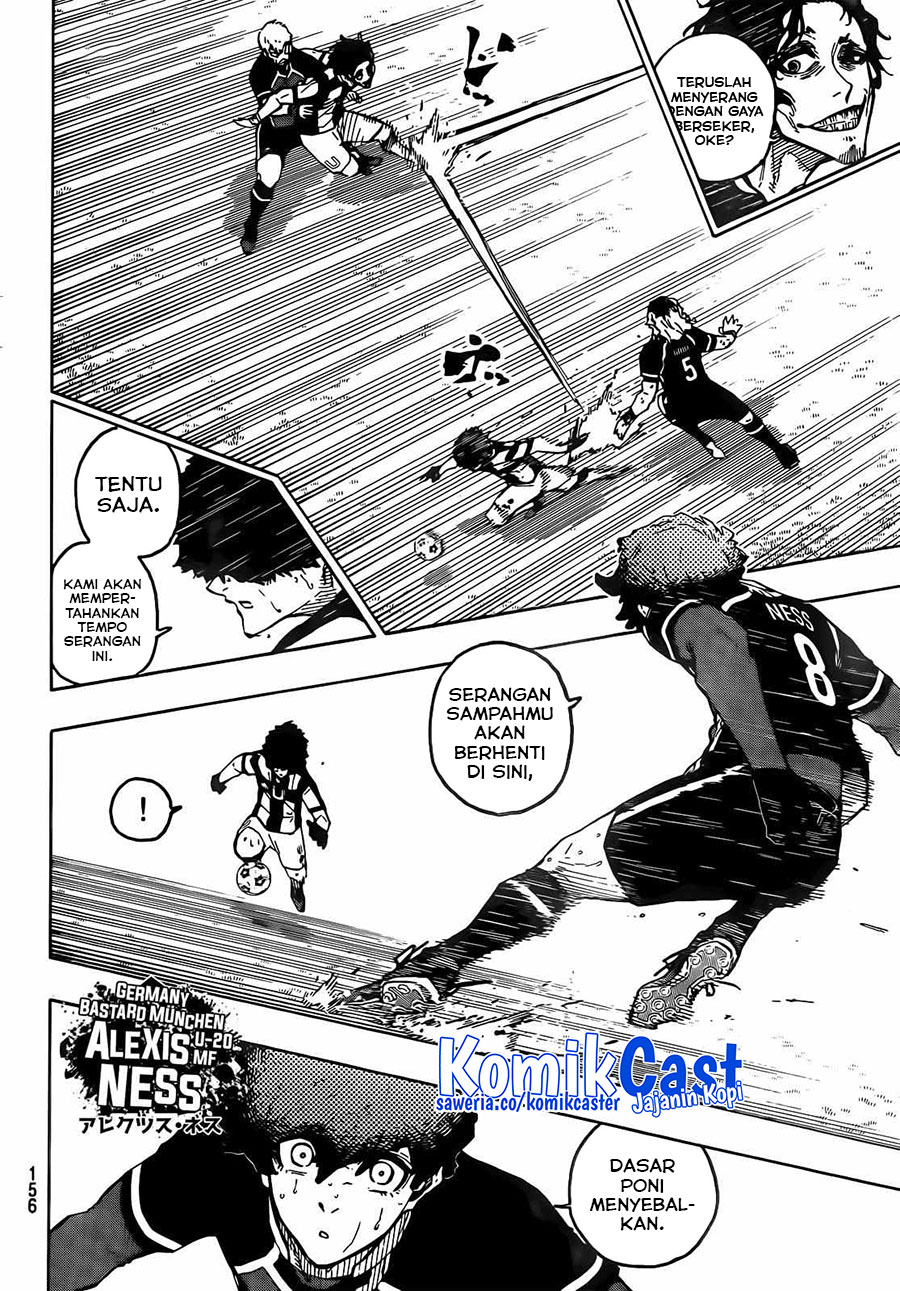 TERUSLAH
MENYERANG
DENGAN GAYA
BERSEKER,
OKE?
ド
ン
5
TENTU
SAJA.
KAMI AKAN
MEMPER-
TAHANKAN
TEMPO
SERANGAN
INI.
NESS
8
SERANGAN
SAMPAHMU
AKAN
BERHENTI
DI SINI,
!
GERMANY
BASTARD MÜNCHEN
ALEXIS U-20
MF
NESS
アレクシス・ネス
KomikCast
saweria.co/komikcaster Jajanin Kopi
DASAR
PONI
MENYEBAL-
KAN.
156